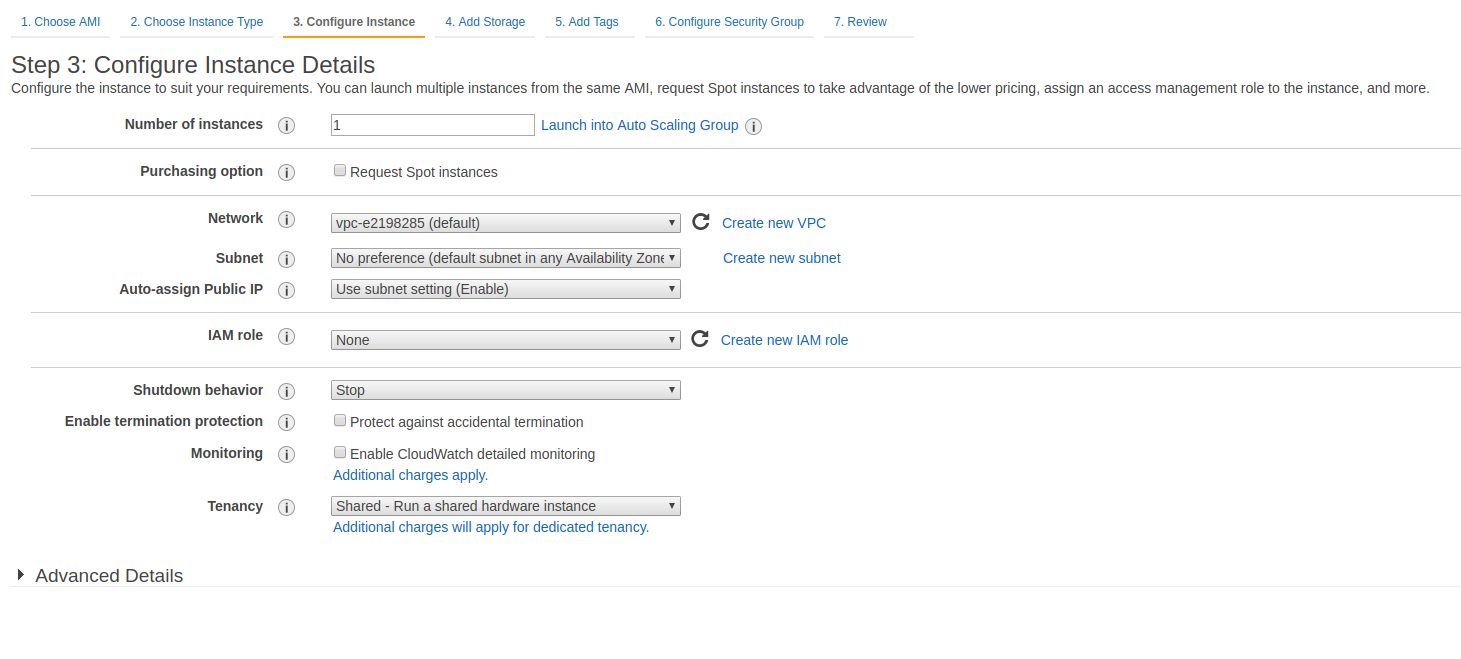 1. Choose AMI
2. Choose Instance Type
3. Configure Instance
4. Add Storage
5. Add Tags
6. Configure Security Group
7. Review
Step 3: Configure Instance Details
Configure the instance to suit your requirements. You can launch multiple instances from the same AMI, request Spot instances to take advantage of the lower pricing, assign an access management role to the instance, and more.
Number of instances i 1 Launch into Auto Scaling Group i
Purchasing option i Request Spot instances
Network i vpc-e2198285 (default) Create new VPC
Subnet i No preference (default subnet in any Availability Zone Create new subnet
Auto-assign Public IP i Use subnet setting (Enable)
IAM role i None Create new IAM role
Shutdown behavior i Stop
Enable termination protection i Protect against accidental termination
Monitoring i Enable CloudWatch detailed monitoring
Additional charges apply.
Tenancy i Shared - Run a shared hardware instance
Additional charges will apply for dedicated tenancy.
Advanced Details